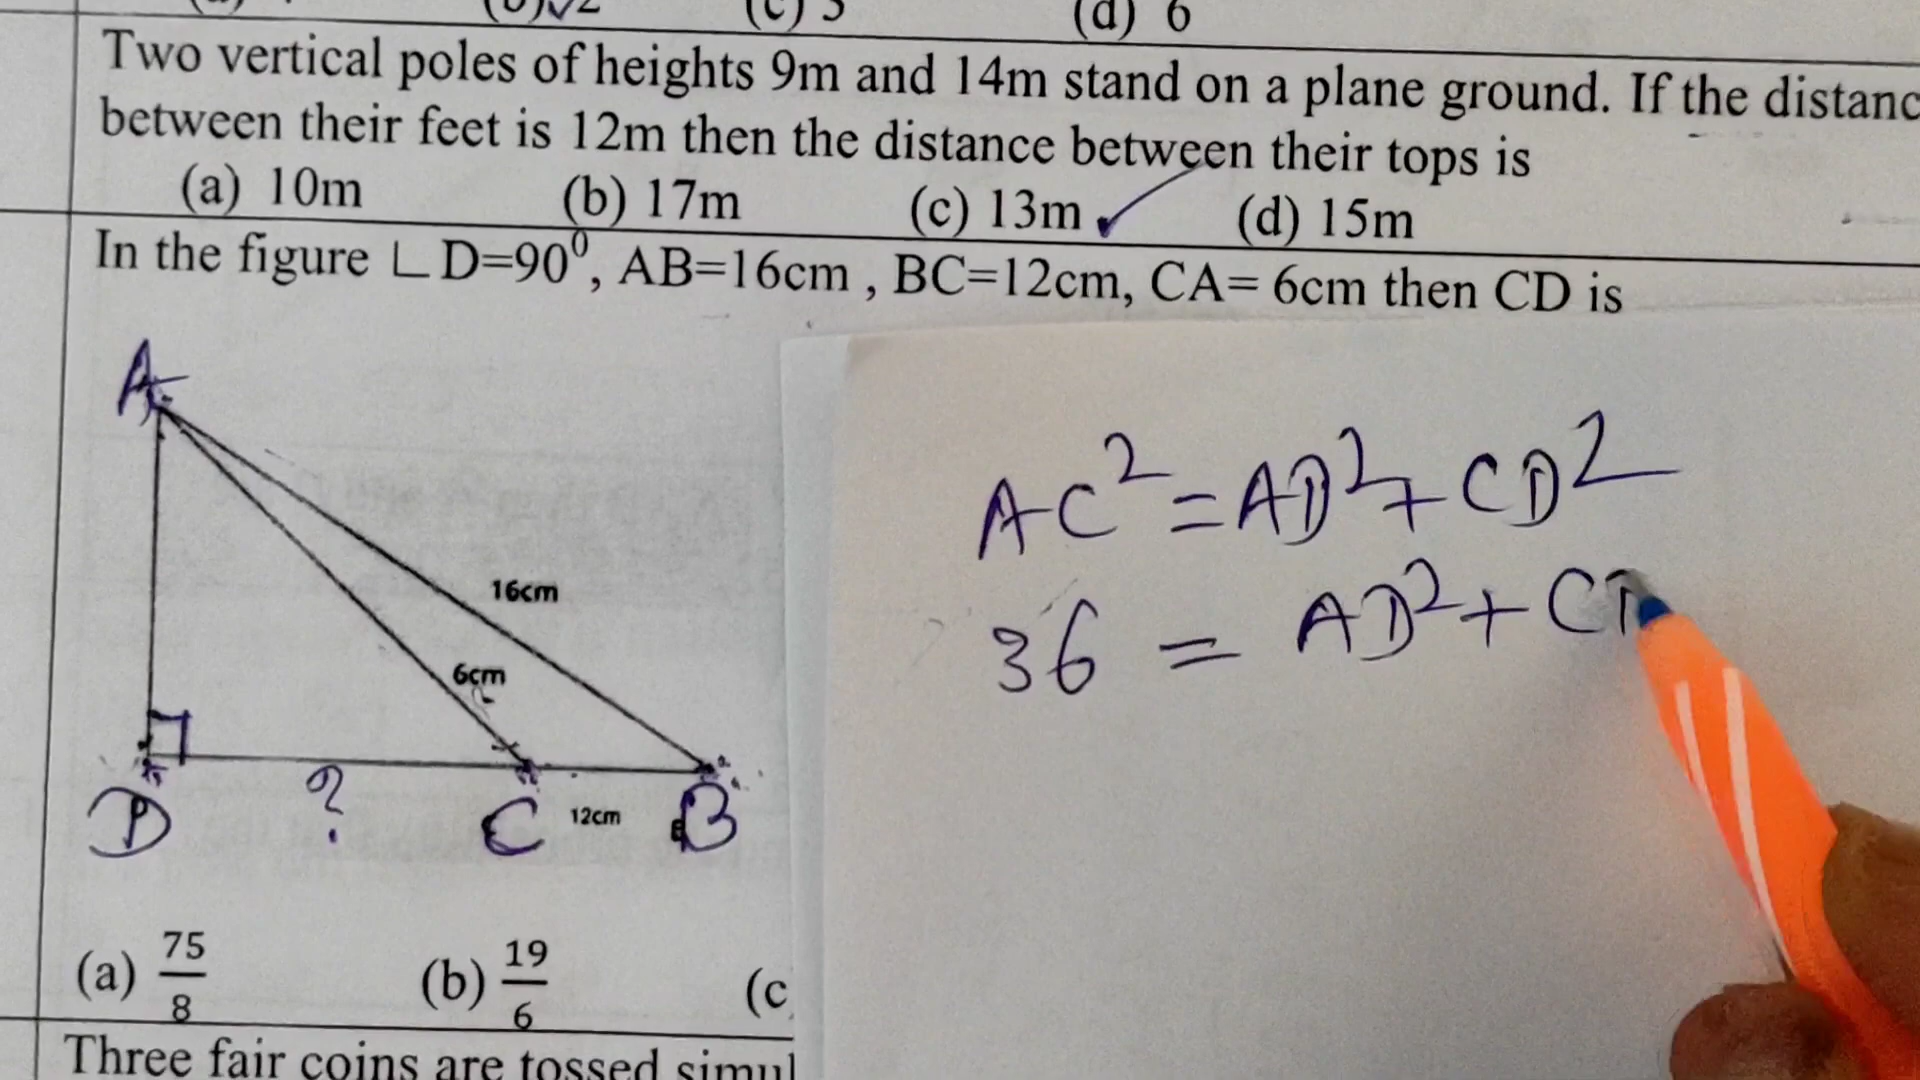 (b) 2 (c) 3 (d) 6
Two vertical poles of heights 9m and 14m stand on a plane ground. If the distanc
between their feet is 12m then the distance between their tops is
(a) 10m (b) 17m (c) 13m (d) 15m
In the figure ∟D=90⁰, AB=16cm , BC=12cm, CA= 6cm then CD is
A
AC²=AD²+CD²
16cm
36 = AD²+CD
6cm
D ? C 12cm B
(a) 75/8 (b) 19/6 (c
Three fair coins are tossed simul